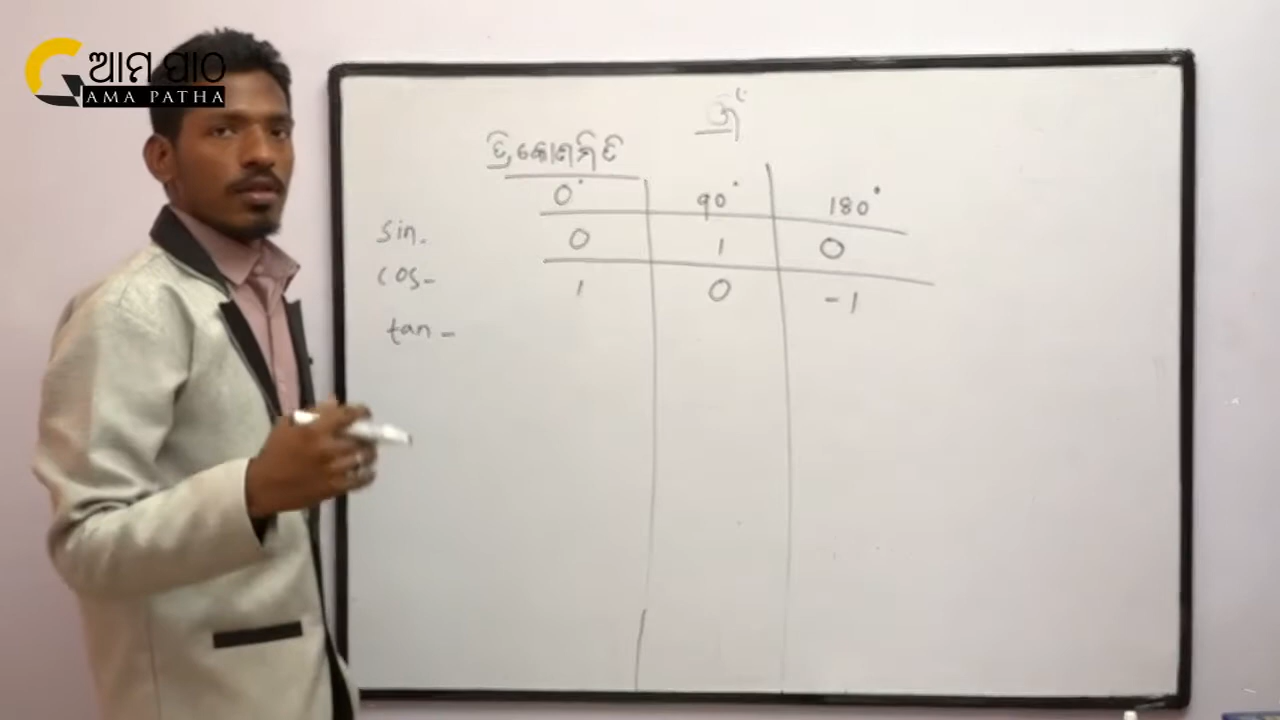 ଆମ ପାଠ
AMA PATHA
ତ୍ରିକୋଣମିତି
0° 90° 180°
sin. 0 1 0
cos- 1 0 -1
tan -